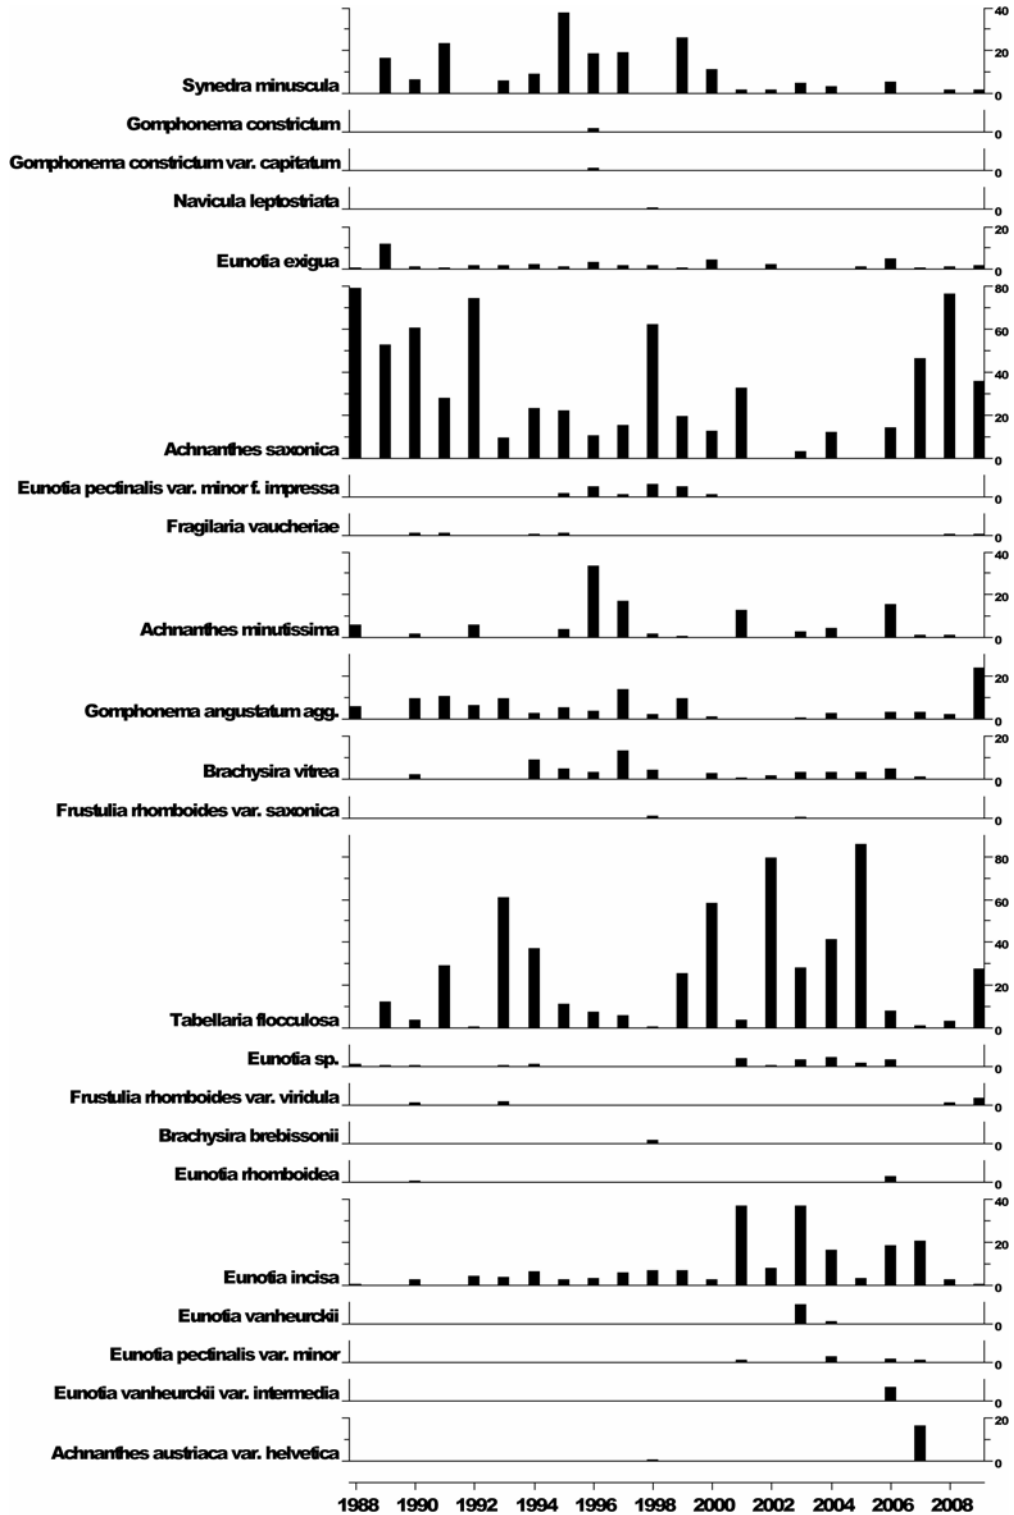 40
20
Synedra minuscula 0
Gomphonema constrictum 0
Gomphonema constrictum var. capitatum 0
Navicula leptostriata 0
20
Eunotia exigua 0
80
60
40
20
Achnanthes saxonica 0
Eunotia pectinalis var. minor f. impressa 0
Fragilaria vaucheriae 0
40
20
Achnanthes minutissima 0
20
Gomphonema angustatum agg. 0
20
Brachysira vitrea 0
Frustulia rhomboides var. saxonica 0
80
60
40
20
Tabellaria flocculosa 0
Eunotia sp. 0
Frustulia rhomboides var. viridula 0
Brachysira brebissonii 0
Eunotia rhomboidea 0
40
20
Eunotia incisa 0
Eunotia vanheurckii 0
Eunotia pectinalis var. minor 0
Eunotia vanheurckii var. intermedia 0
20
Achnanthes austriaca var. helvetica 0
1988 1990 1992 1994 1996 1998 2000 2002 2004 2006 2008